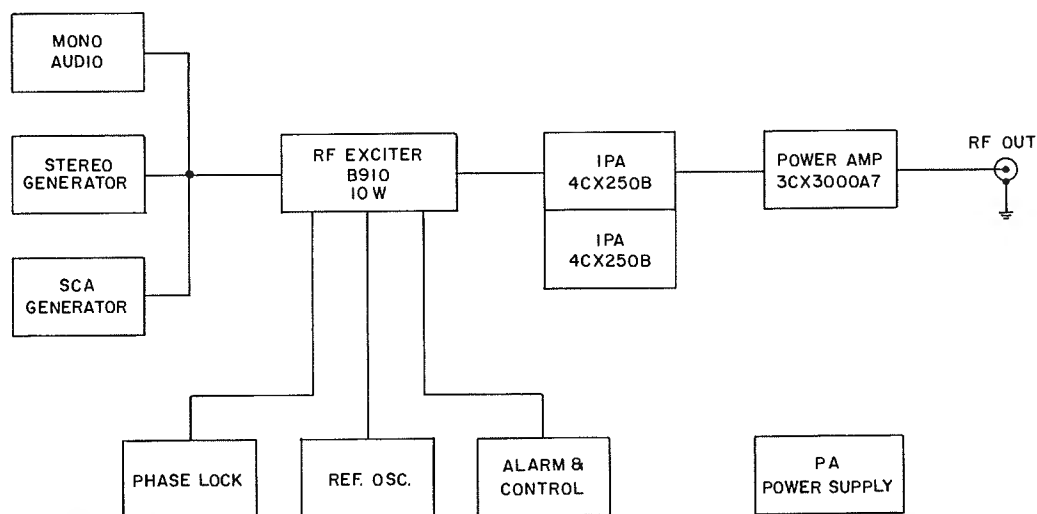 MONO
AUDIO
STEREO
GENERATOR
SCA
GENERATOR
RF EXCITER
B910
10 W
IPA
4CX250B
IPA
4CX250B
POWER AMP
3CX3000A7
RF OUT
PHASE LOCK
REF. OSC.
ALARM &
CONTROL
PA
POWER SUPPLY